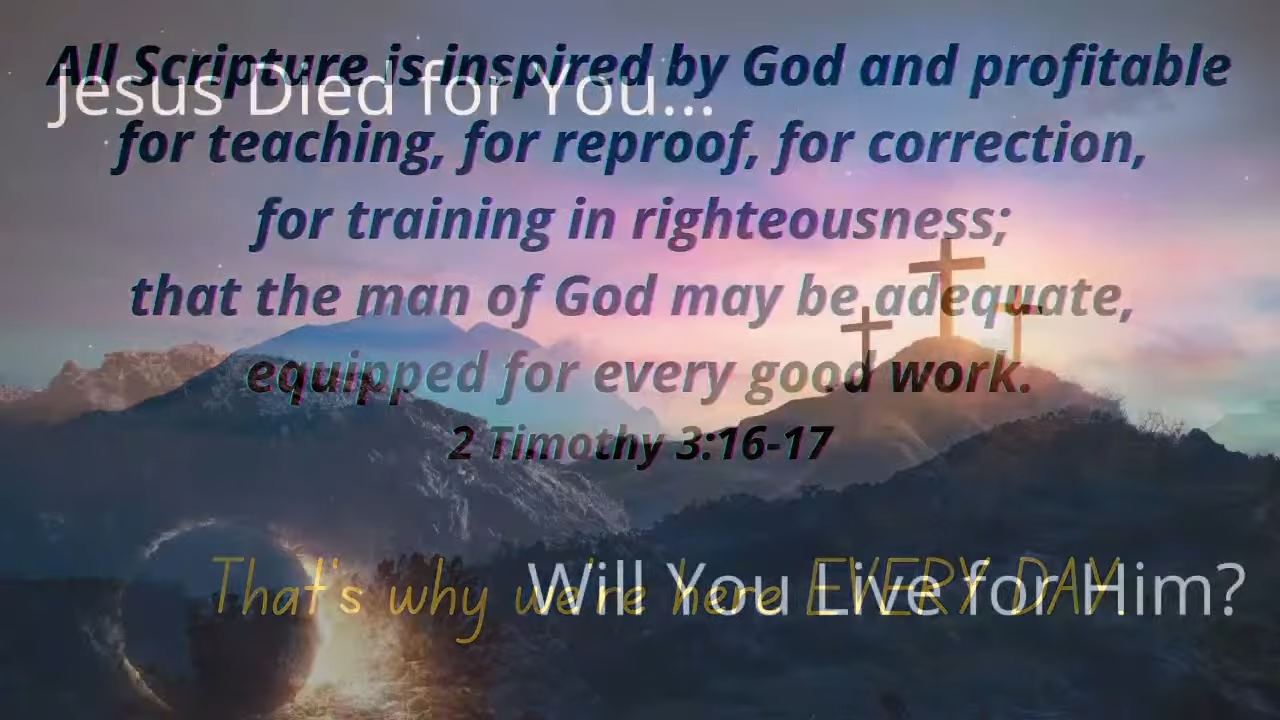 All Scripture is inspired by God and profitable
Jesus Died for You...
for teaching, for reproof, for correction,
for training in righteousness;
that the man of God may be adequate,
equipped for every good work.
2 Timothy 3:16-17
That's why we're here EVERY DAY.
Will You Live for Him?